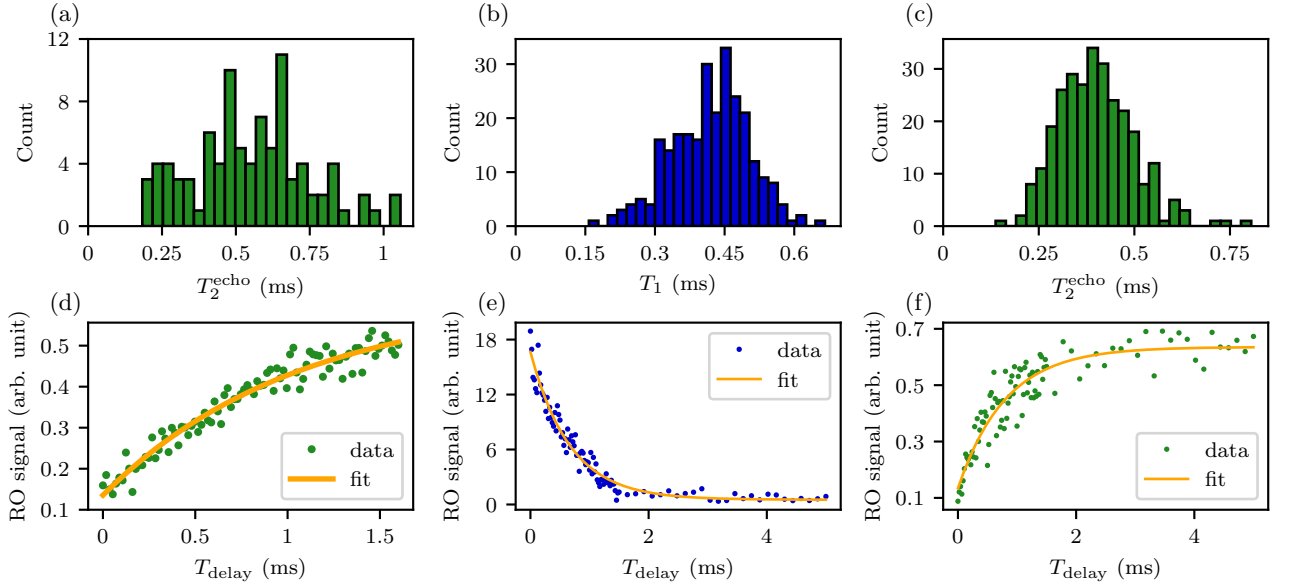 (a)
12
8
4
0
Count
0
0.25
0.5
0.75
1
T₂ᵉᶜʰᵒ (ms)
(b)
30
20
10
0
Count
0
0.15
0.3
0.45
0.6
T₁ (ms)
(c)
30
20
10
0
Count
0
0.25
0.5
0.75
T₂ᵉᶜʰᵒ (ms)
(d)
0.5
0.4
0.3
0.2
0.1
RO signal (arb. unit)
data
fit
0
0.5
1
1.5
T_delay (ms)
(e)
18
12
6
0
RO signal (arb. unit)
data
fit
0
2
4
T_delay (ms)
(f)
0.7
0.5
0.3
0.1
RO signal (arb. unit)
data
fit
0
2
4
T_delay (ms)